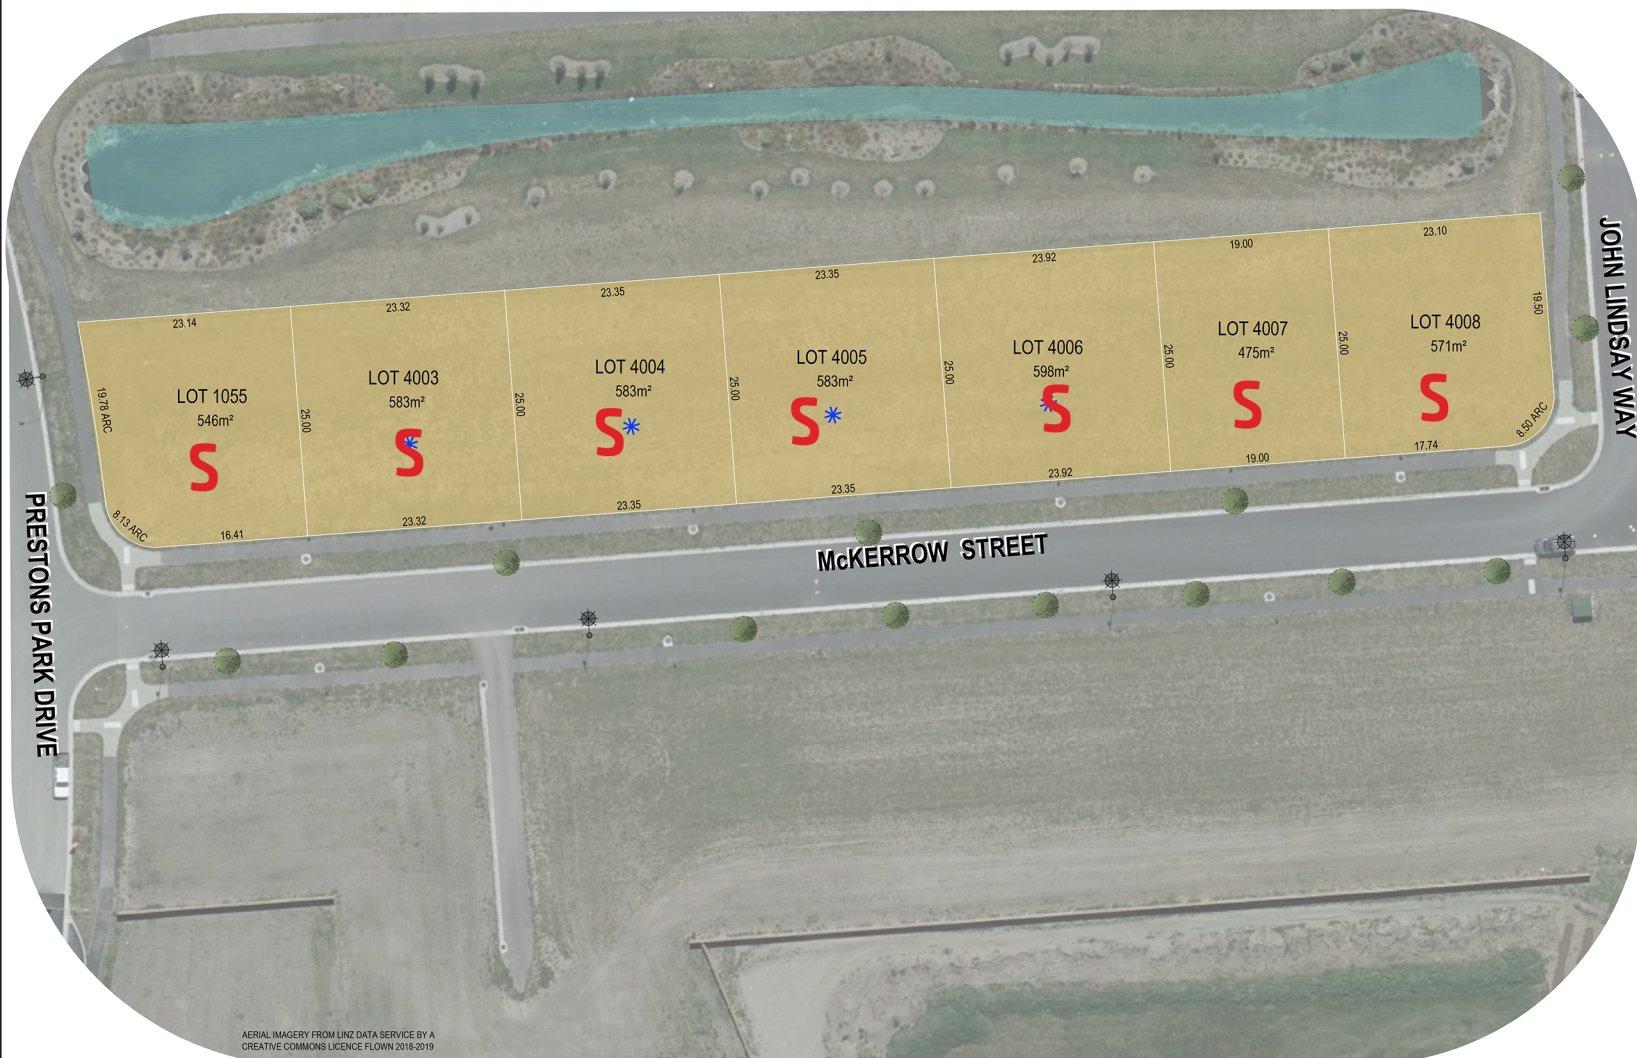 23.10
19.00
23.92
23.35
23.35
23.32
23.14
JOHN LINDSAY WAY
19.50
LOT 1055
546m²
S
19.78 ARC
25.00
LOT 4003
583m²
S
25.00
LOT 4004
583m²
S
25.00
LOT 4005
583m²
S
25.00
LOT 4006
598m²
S
25.00
LOT 4007
475m²
S
25.00
LOT 4008
571m²
S
8.50 ARC
8.13 ARC
16.41
23.32
23.35
23.35
23.92
19.00
17.74
McKERROW STREET
PRESTONS PARK DRIVE
AERIAL IMAGERY FROM LINZ DATA SERVICE BY A
CREATIVE COMMONS LICENCE FLOWN 2018-2019